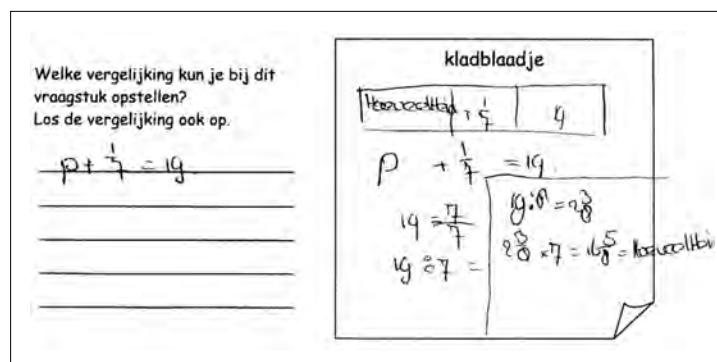 Welke vergelijking kun je bij dit
vraagstuk opstellen?
Los de vergelijking ook op.
p + 1/7 = 19
kladblaadje
Hoeveelheid + 1/7 19
p + 1/7 = 19.
19 = 7/7
19 : 7 =
19 : 8 = 2 3/8
2 3/8 × 7 = 16 5/8 = Hoeveelhei